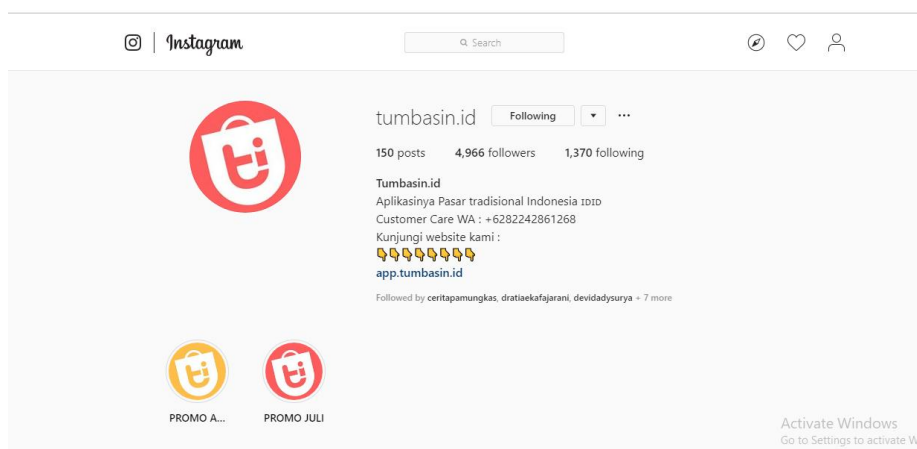 Instagram
Search
tumbasin.id Following
150 posts 4,966 followers 1,370 following
Tumbasin.id
Aplikasinya Pasar tradisional Indonesia IDID
Customer Care WA : +6282242861268
Kunjungi website kami :
👇👇👇👇👇👇👇👇
app.tumbasin.id
Followed by ceritapamungkas, dratiaekafajarani, devidadysurya + 7 more
PROMO A... PROMO JULI
Activate Windows
Go to Settings to activate W